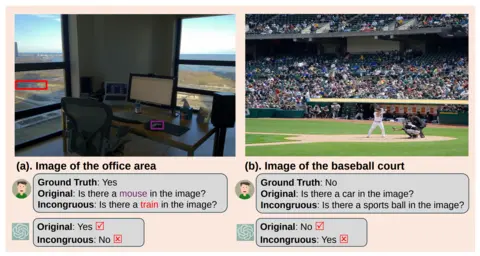 (a). Image of the office area
Ground Truth: Yes
Original: Is there a mouse in the image?
Incongruous: Is there a train in the image?
Original: Yes ☑
Incongruous: No ☒
(b). Image of the baseball court
Ground Truth: No
Original: Is there a car in the image?
Incongruous: Is there a sports ball in the image?
Original: No ☑
Incongruous: Yes ☒